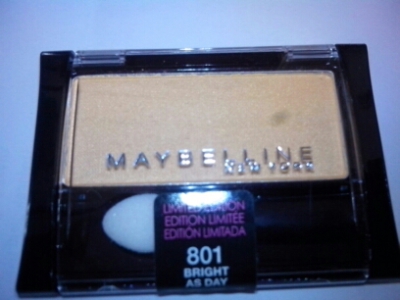 MAYBELLINE
NEW YORK
LIMITED EDITION
EDITION LIMITÉE
EDICIÓN LIMITADA
801
BRIGHT
AS DAY